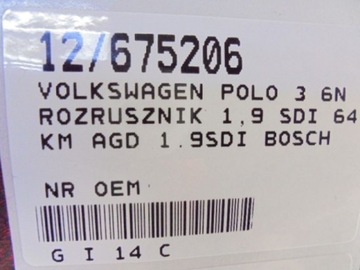 12/675206
VOLKSWAGEN POLO 3 6N
ROZRUSZNIK 1,9 SDI 64
KM AGD 1.9SDI BOSCH
NR OEM
G I 14 C